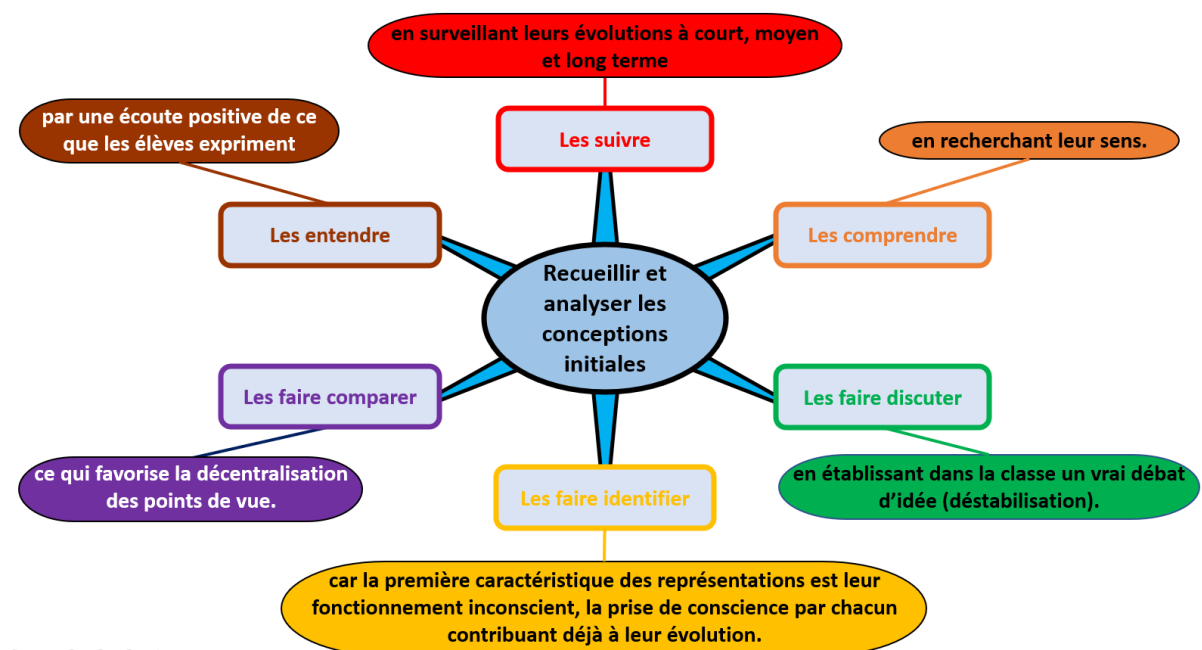 en surveillant leurs évolutions à court, moyen
et long terme
par une écoute positive de ce
que les élèves expriment
Les suivre
en recherchant leur sens.
Les entendre
Les comprendre
Recueillir et
analyser les
conceptions
initiales
Les faire comparer
Les faire discuter
ce qui favorise la décentralisation
des points de vue.
en établissant dans la classe un vrai débat
d’idée (déstabilisation).
Les faire identifier
car la première caractéristique des représentations est leur
fonctionnement inconscient, la prise de conscience par chacun
contribuant déjà à leur évolution.